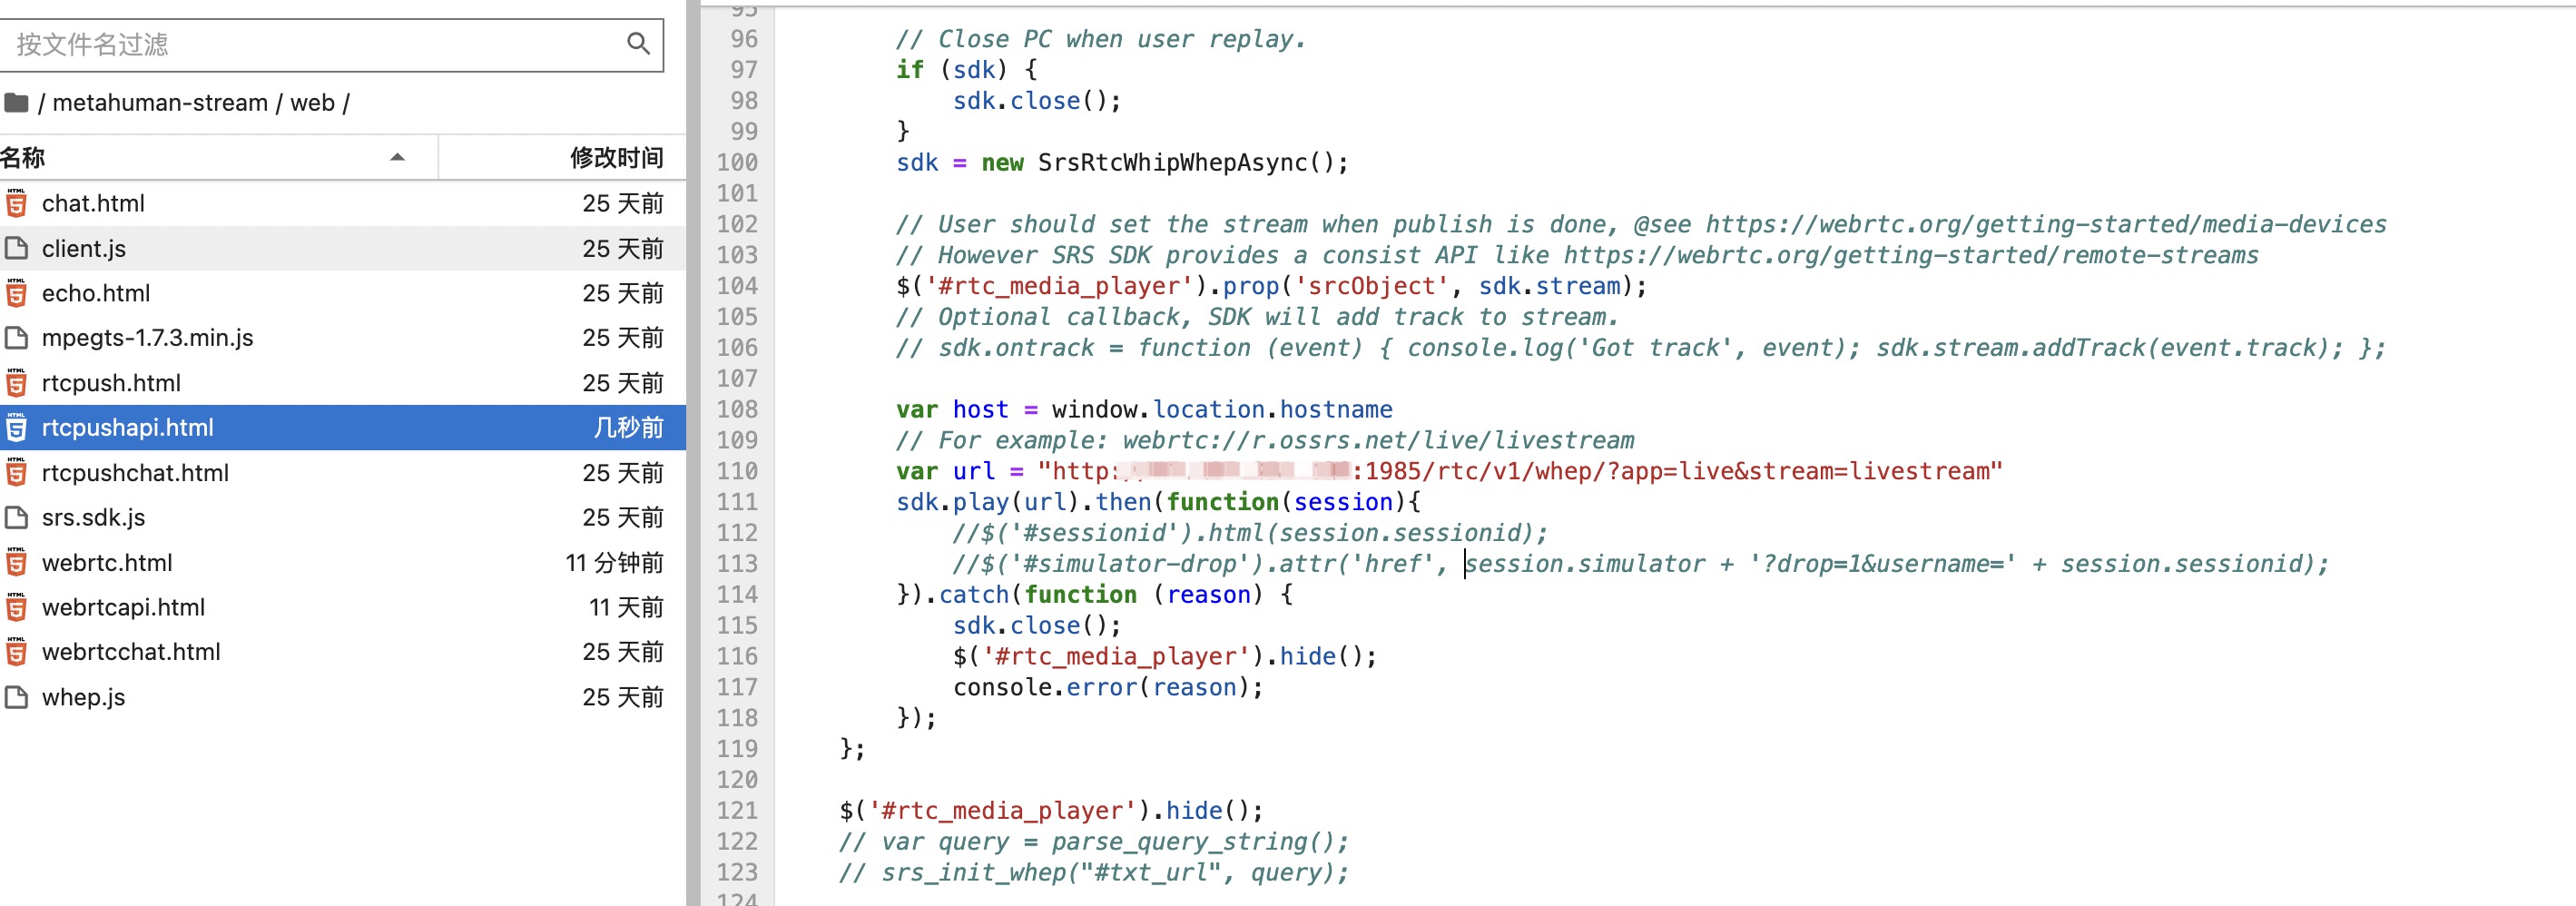 按文件名过滤
/ metahuman-stream / web /
名称 修改时间
chat.html 25 天前
client.js 25 天前
echo.html 25 天前
mpegts-1.7.3.min.js 25 天前
rtcpush.html 25 天前
rtcpushapi.html 几秒前
rtcpushchat.html 25 天前
srs.sdk.js 25 天前
webrtc.html 11 分钟前
webrtcapi.html 11 天前
webrtcchat.html 25 天前
whep.js 25 天前
95
96 // Close PC when user replay.
97 if (sdk) {
98 sdk.close();
99 }
100 sdk = new SrsRtcWhipWhepAsync();
101
102 // User should set the stream when publish is done, @see https://webrtc.org/getting-started/media-devices
103 // However SRS SDK provides a consist API like https://webrtc.org/getting-started/remote-streams
104 $('#rtc_media_player').prop('srcObject', sdk.stream);
105 // Optional callback, SDK will add track to stream.
106 // sdk.ontrack = function (event) { console.log('Got track', event); sdk.stream.addTrack(event.track); };
107
108 var host = window.location.hostname
109 // For example: webrtc://r.ossrs.net/live/livestream
110 var url = "http: :1985/rtc/v1/whep/?app=live&stream=livestream"
111 sdk.play(url).then(function(session){
112 //$('#sessionid').html(session.sessionid);
113 //$('#simulator-drop').attr('href', session.simulator + '?drop=1&username=' + session.sessionid);
114 }).catch(function (reason) {
115 sdk.close();
116 $('#rtc_media_player').hide();
117 console.error(reason);
118 });
119 };
120
121 $('#rtc_media_player').hide();
122 // var query = parse_query_string();
123 // srs_init_whep("#txt_url", query);
124